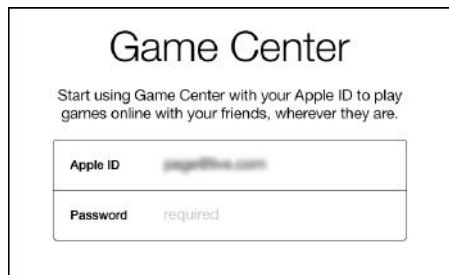 Game Center
Start using Game Center with your Apple ID to play
games online with your friends, wherever they are.
Apple ID
Password required